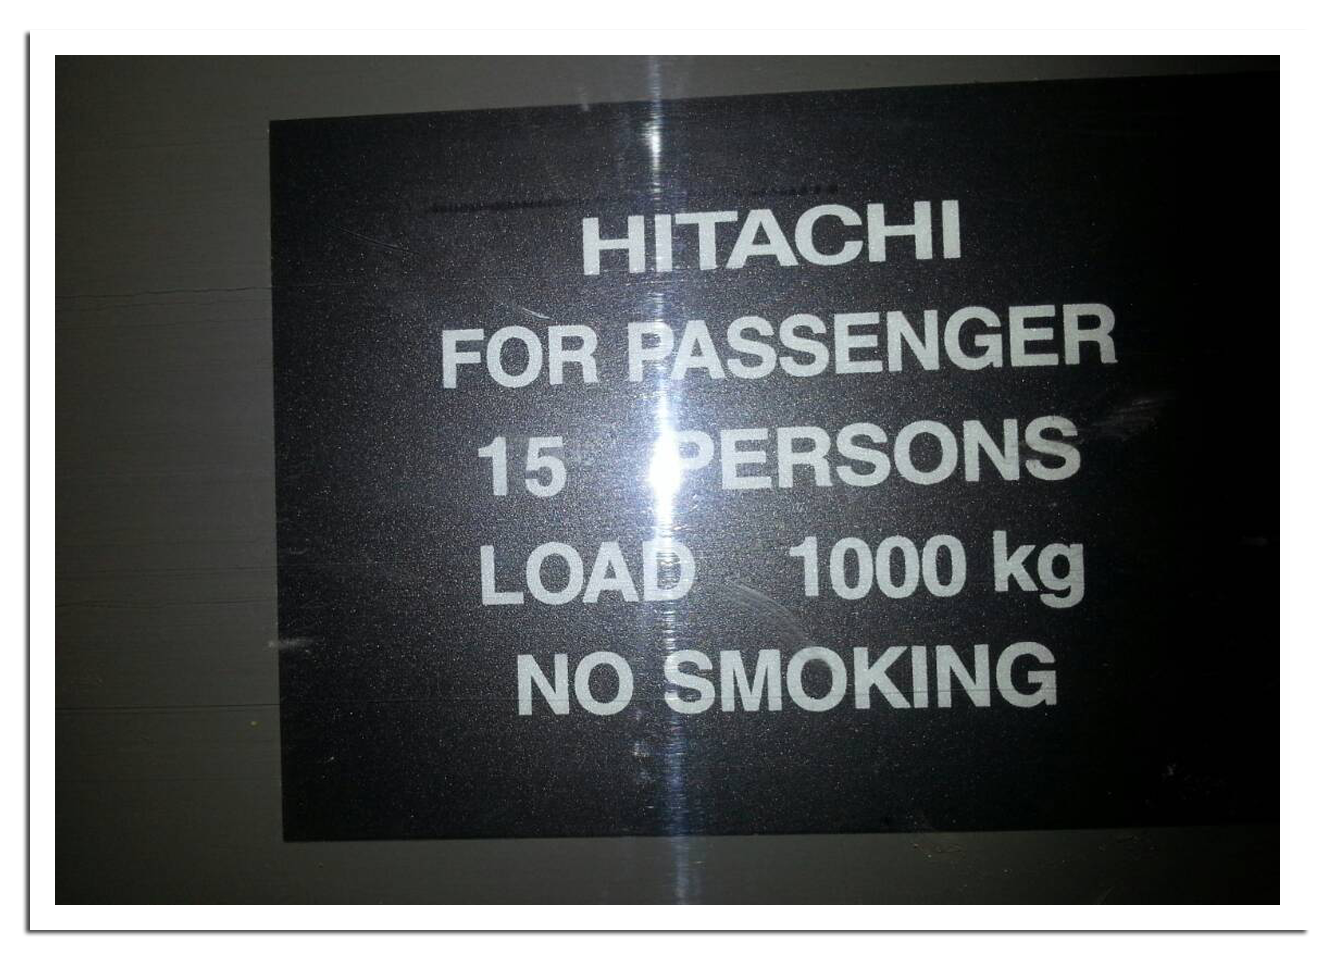 HITACHI
FOR PASSENGER
15 PERSONS
LOAD 1000 kg
NO SMOKING